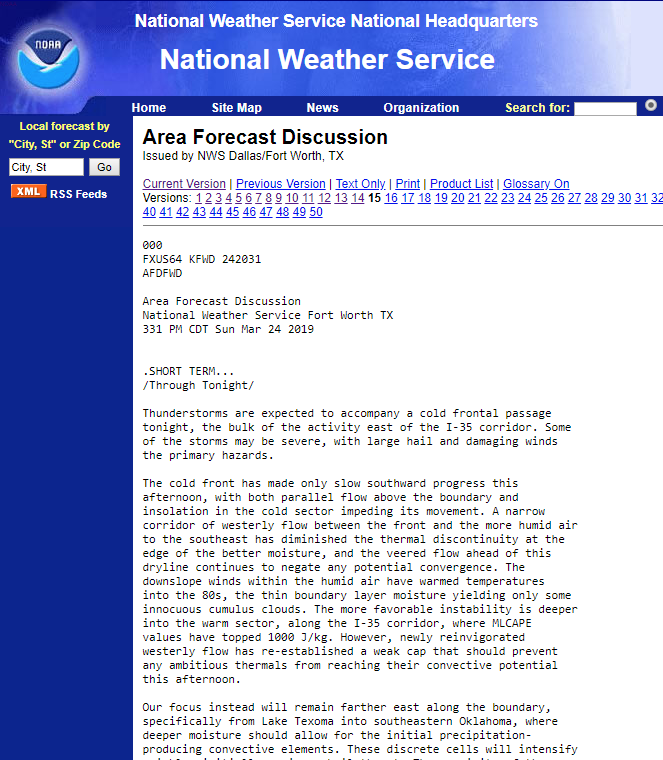 National Weather Service National Headquarters
NOAA
National Weather Service
Home Site Map News Organization Search for:
Local forecast by
"City, St" or Zip Code
City, St Go
XML RSS Feeds
Area Forecast Discussion
Issued by NWS Dallas/Fort Worth, TX
Current Version | Previous Version | Text Only | Print | Product List | Glossary On
Versions: 1 2 3 4 5 6 7 8 9 10 11 12 13 14 15 16 17 18 19 20 21 22 23 24 25 26 27 28 29 30 31 32
40 41 42 43 44 45 46 47 48 49 50
000
FXUS64 KFWD 242031
AFDFWD
Area Forecast Discussion
National Weather Service Fort Worth TX
331 PM CDT Sun Mar 24 2019
.SHORT TERM...
/Through Tonight/
Thunderstorms are expected to accompany a cold frontal passage
tonight, the bulk of the activity east of the I-35 corridor. Some
of the storms may be severe, with large hail and damaging winds
the primary hazards.
The cold front has made only slow southward progress this
afternoon, with both parallel flow above the boundary and
insolation in the cold sector impeding its movement. A narrow
corridor of westerly flow between the front and the more humid air
to the southeast has diminished the thermal discontinuity at the
edge of the better moisture, and the veered flow ahead of this
dryline continues to negate any potential convergence. The
downslope winds within the humid air have warmed temperatures
into the 80s, the thin boundary layer moisture yielding only some
innocuous cumulus clouds. The more favorable instability is deeper
into the warm sector, along the I-35 corridor, where MLCAPE
values have topped 1000 J/kg. However, newly reinvigorated
westerly flow has re-established a weak cap that should prevent
any ambitious thermals from reaching their convective potential
this afternoon.
Our focus instead will remain farther east along the boundary,
specifically from Lake Texoma into southeastern Oklahoma, where
deeper moisture should allow for the initial precipitation-
producing convective elements. These discrete cells will intensify